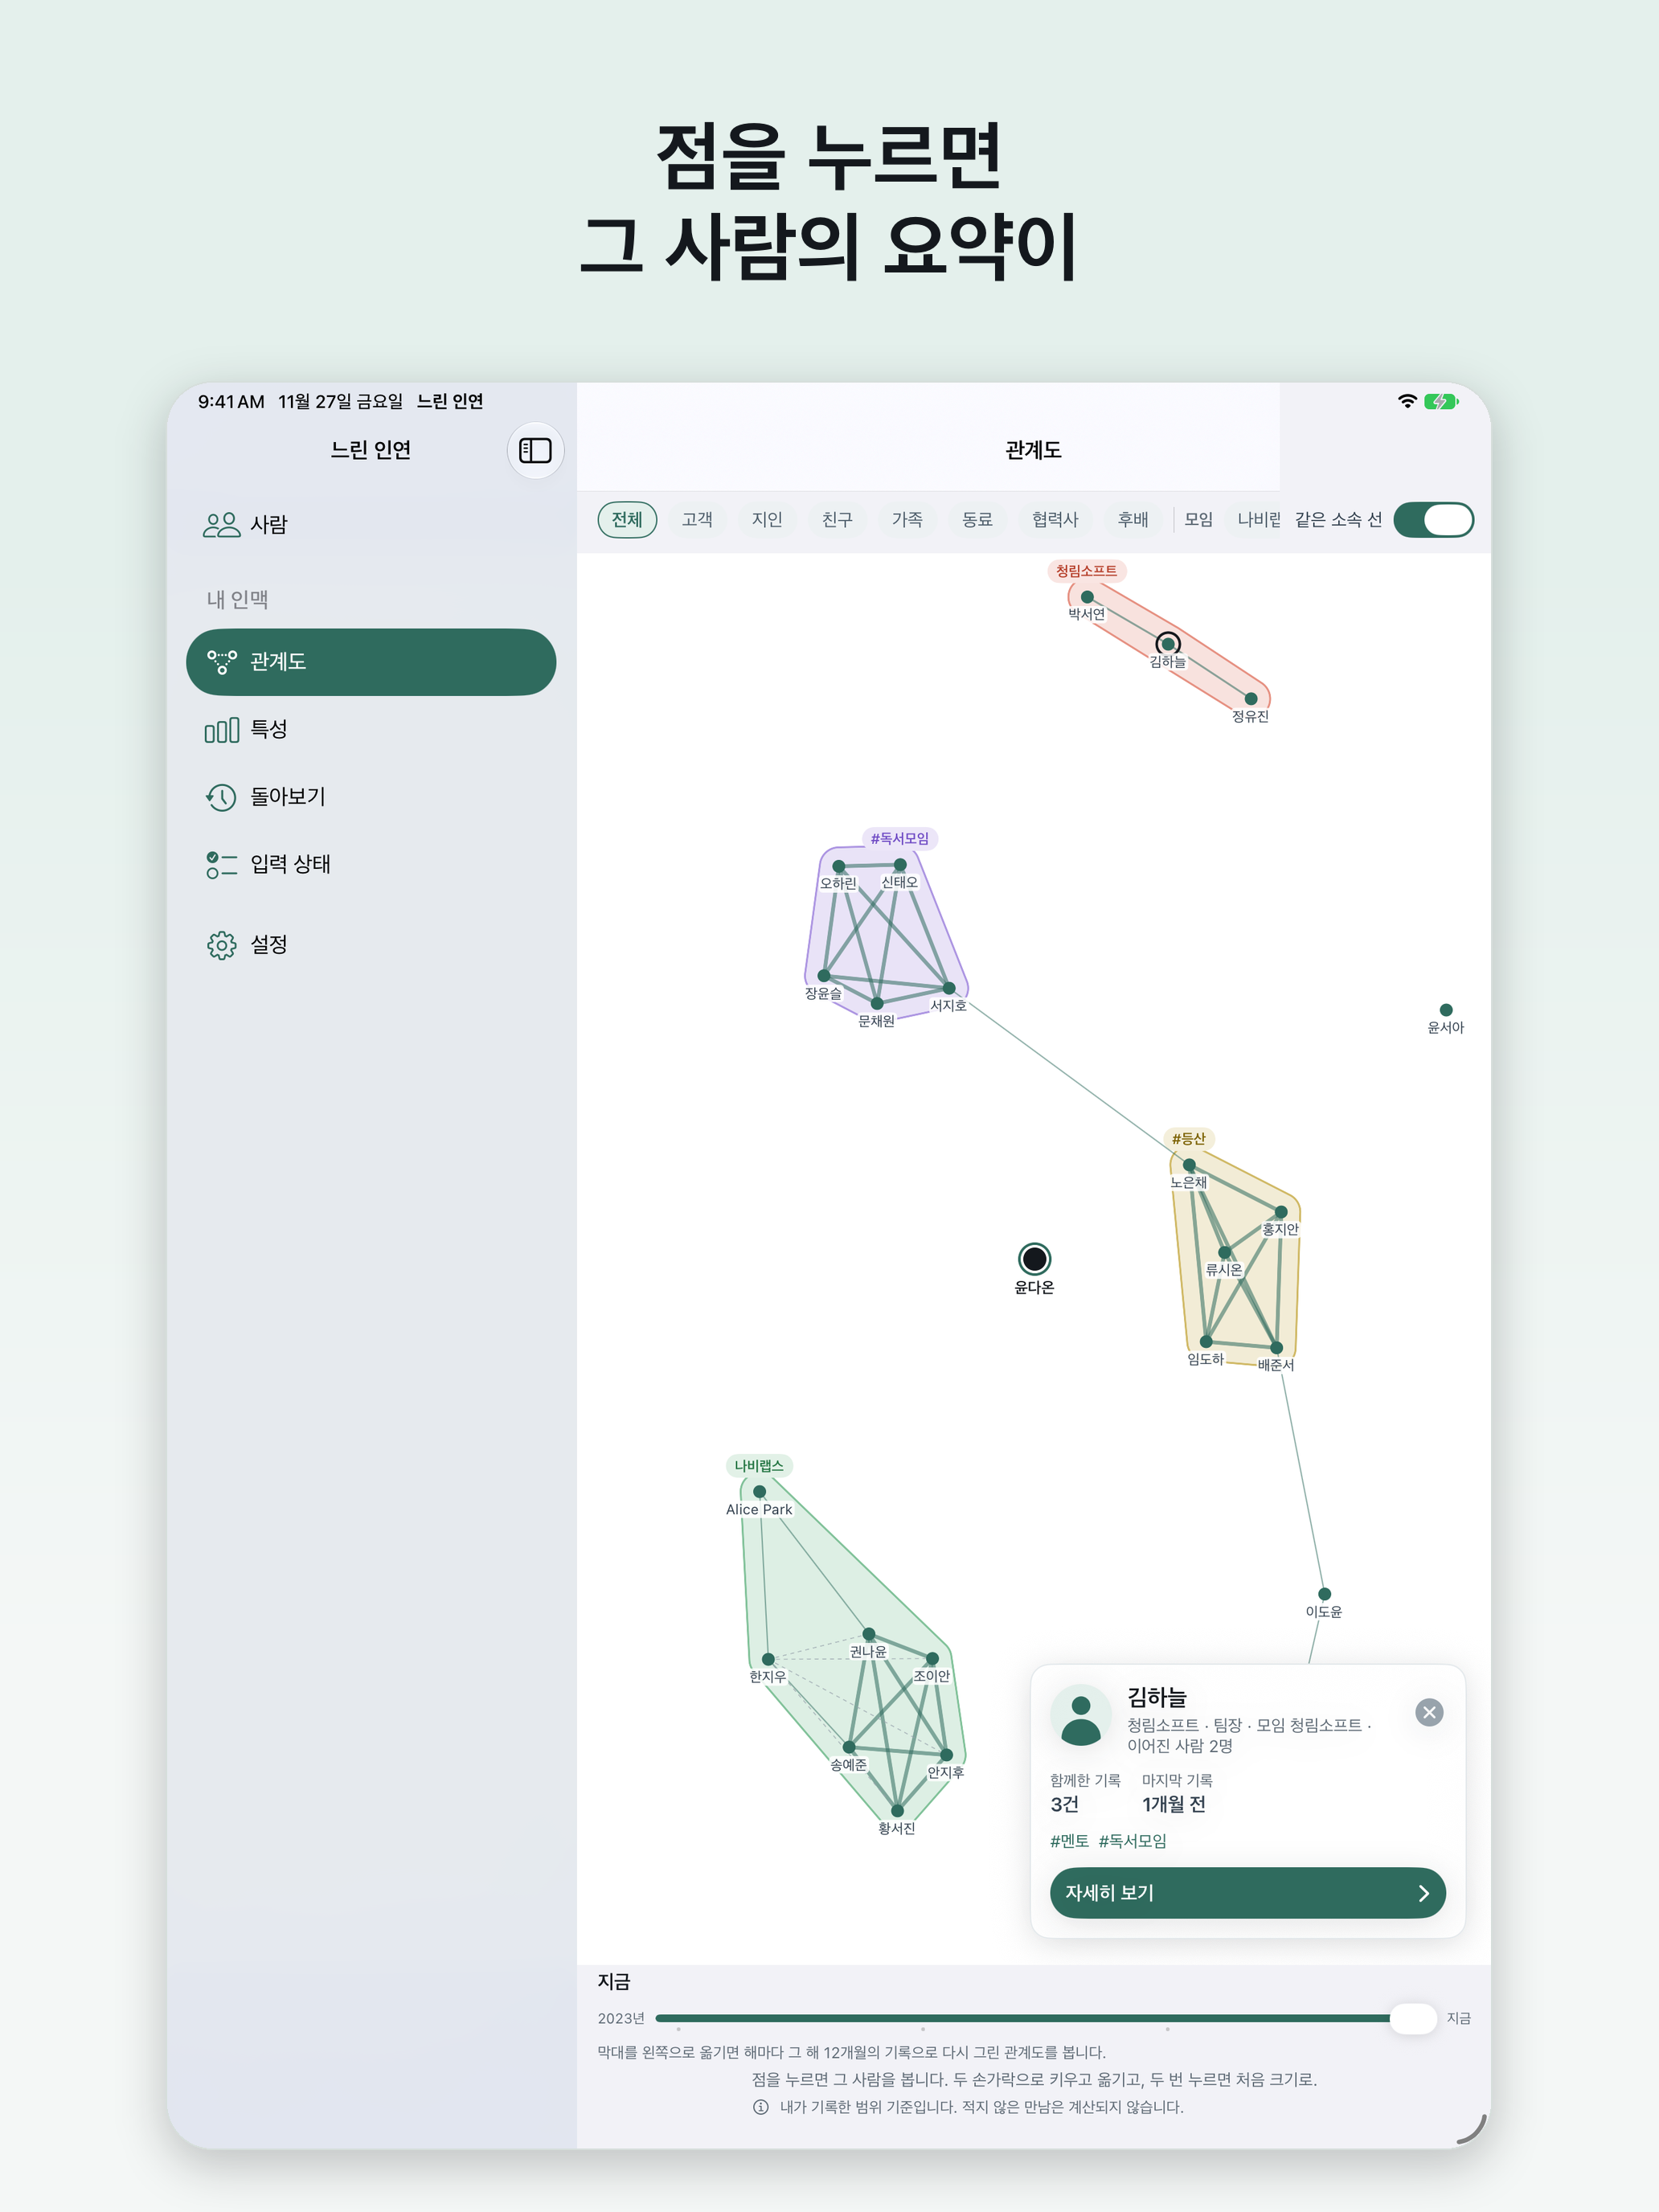 점을 누르면
그 사람의 요약이
9:41 AM 11월 27일 금요일 느린 인연
느린 인연
관계도
사람
내 인맥
관계도
특성
돌아보기
입력 상태
설정
전체 고객 지인 친구 가족 동료 협력사 후배 모임 나비랩 같은 소속 선
청림소프트
박서연
김하늘
정유진
#독서모임
오하린 신태오
장윤슬
문채원
서지호
윤서아
#등산
노은채
홍지안
류시온
임도하
배준서
윤다온
나비랩스
Alice Park
권나윤
한지우
조이안
송예준
안지후
황서진
이도윤
김하늘
청림소프트 · 팀장 · 모임 청림소프트 ·
이어진 사람 2명
함께한 기록 마지막 기록
3건 1개월 전
#멘토 #독서모임
자세히 보기
지금
2023년 지금
막대를 왼쪽으로 옮기면 해마다 그 해 12개월의 기록으로 다시 그린 관계도를 봅니다.
점을 누르면 그 사람을 봅니다. 두 손가락으로 키우고 옮기고, 두 번 누르면 처음 크기로.
내가 기록한 범위 기준입니다. 적지 않은 만남은 계산되지 않습니다.